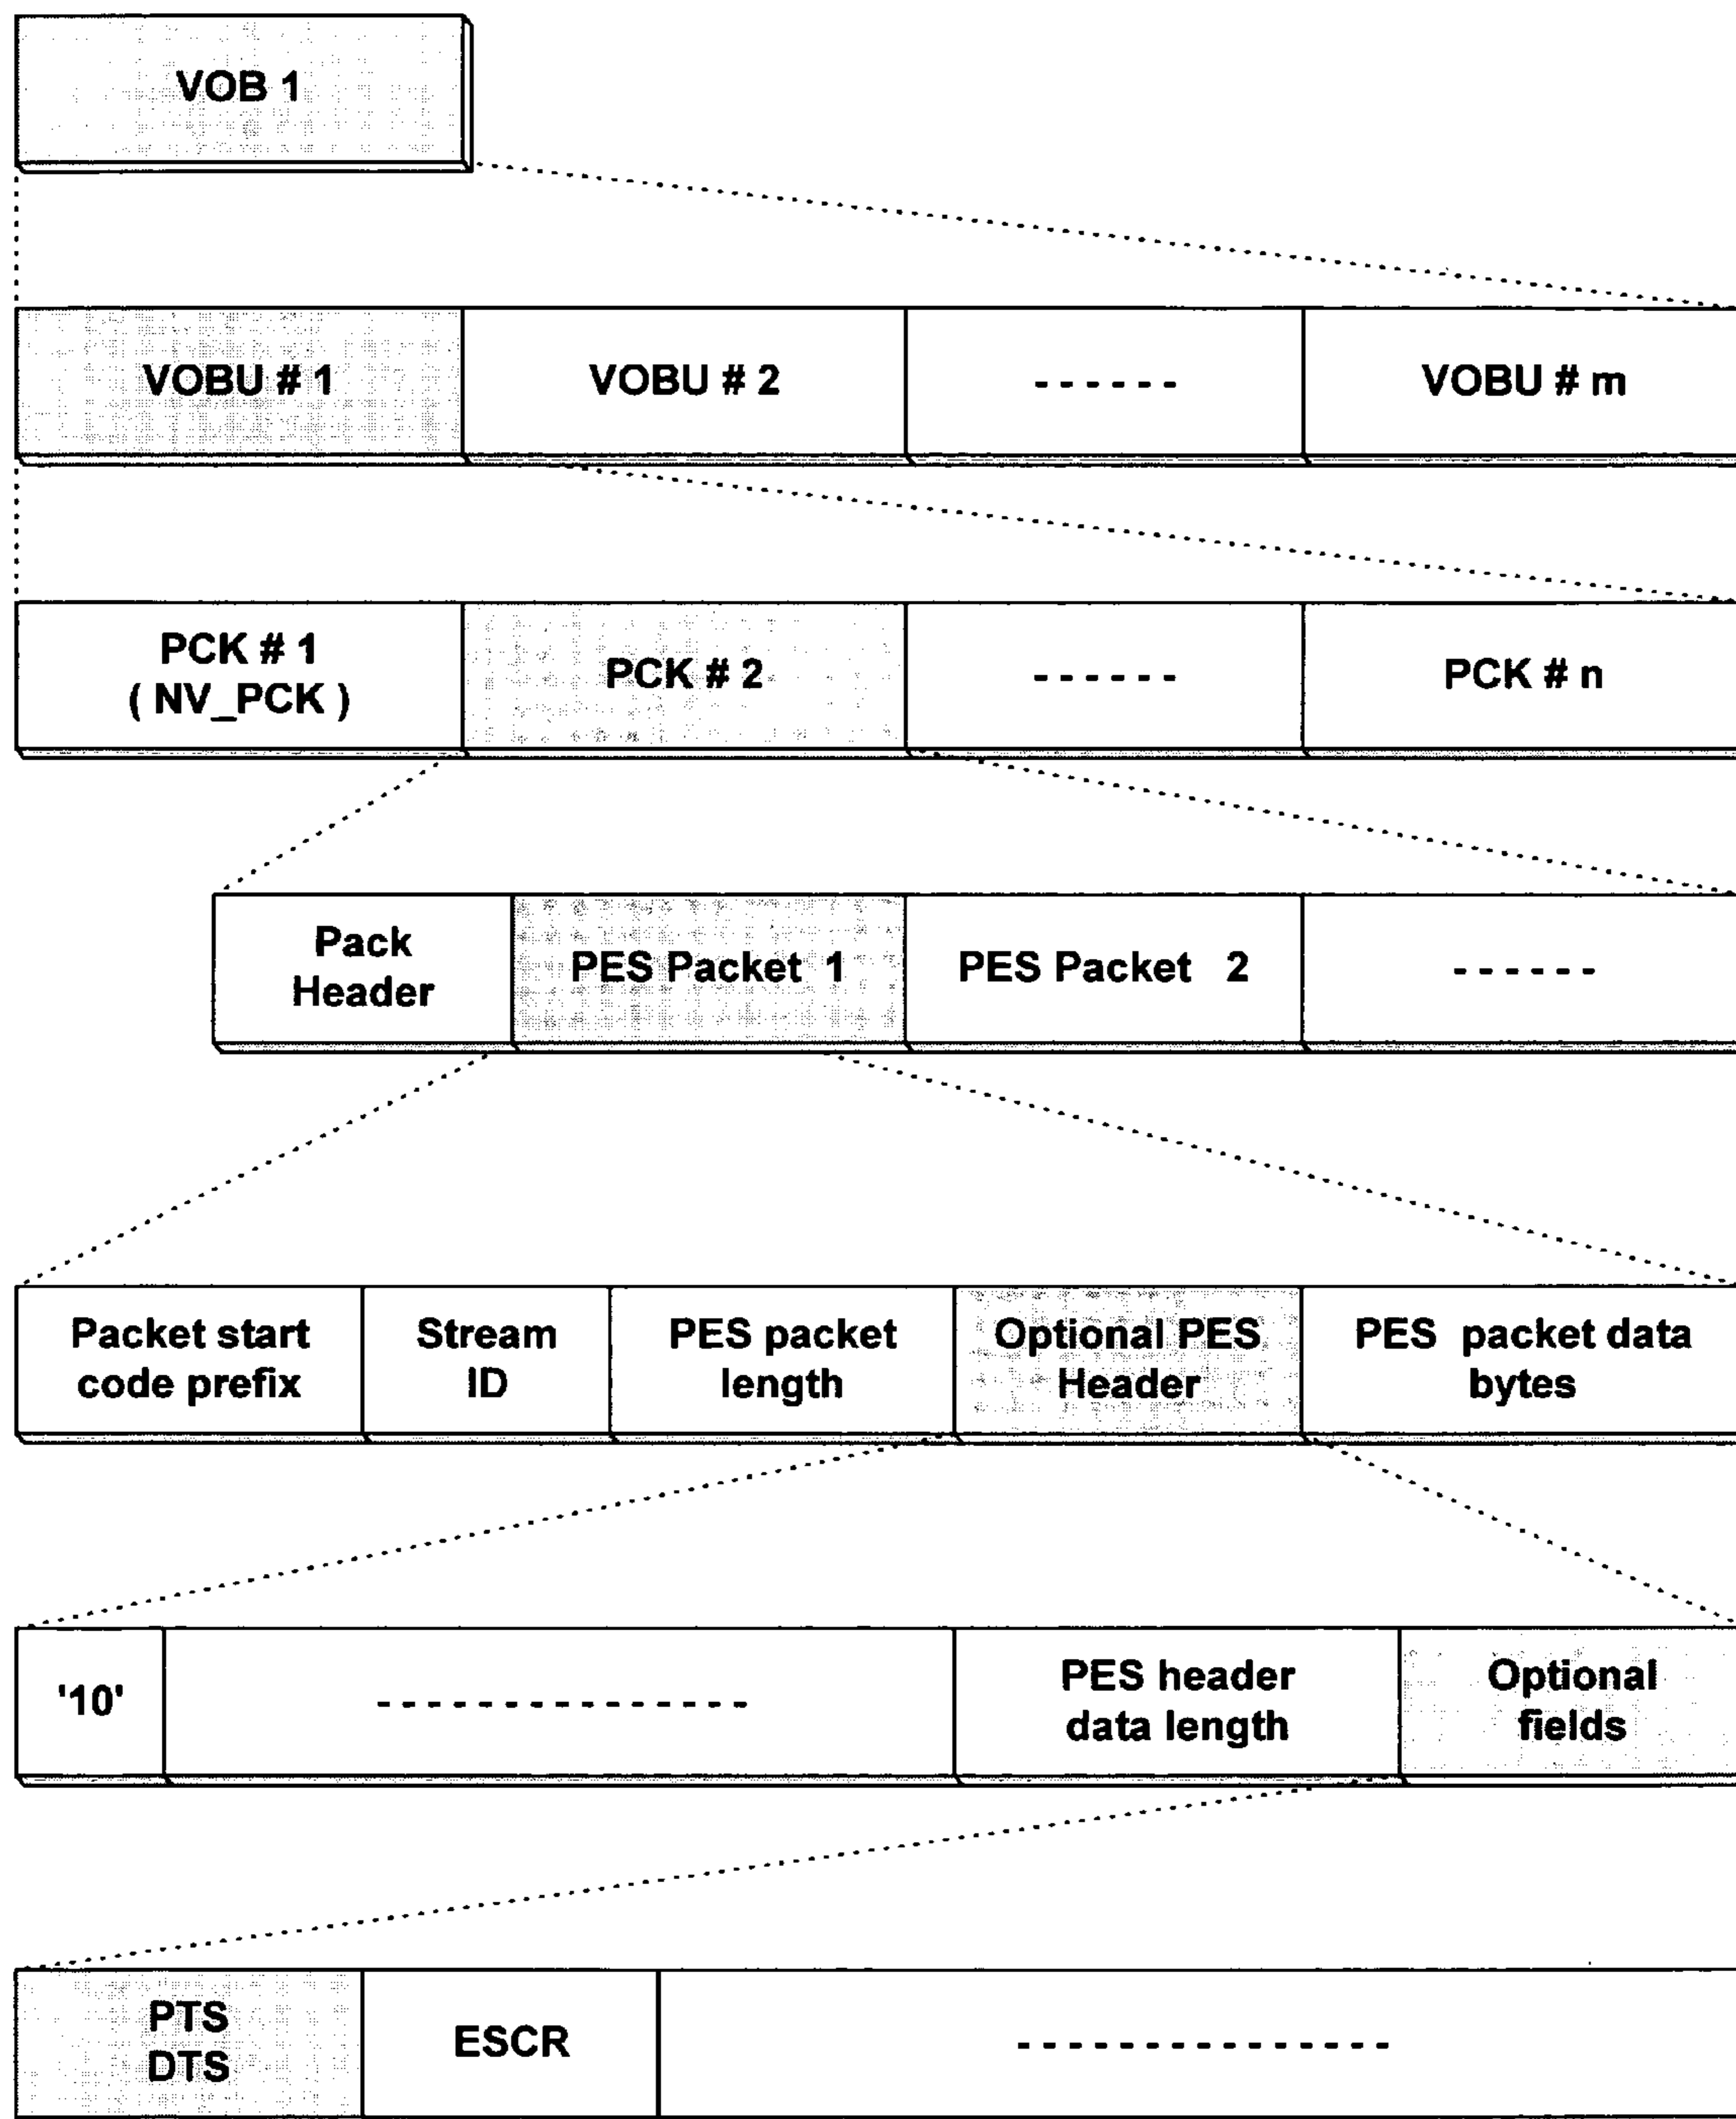 VOB 1
VOBU # 1 VOBU # 2 ------ VOBU # m
PCK # 1
( NV_PCK )
PCK # 2 ------ PCK # n
Pack
Header
PES Packet 1 PES Packet 2 ------
Packet start
code prefix
Stream
ID
PES packet
length
Optional PES
Header
PES packet data
bytes
'10' ---------------
PES header
data length
Optional
fields
PTS
DTS
ESCR ---------------